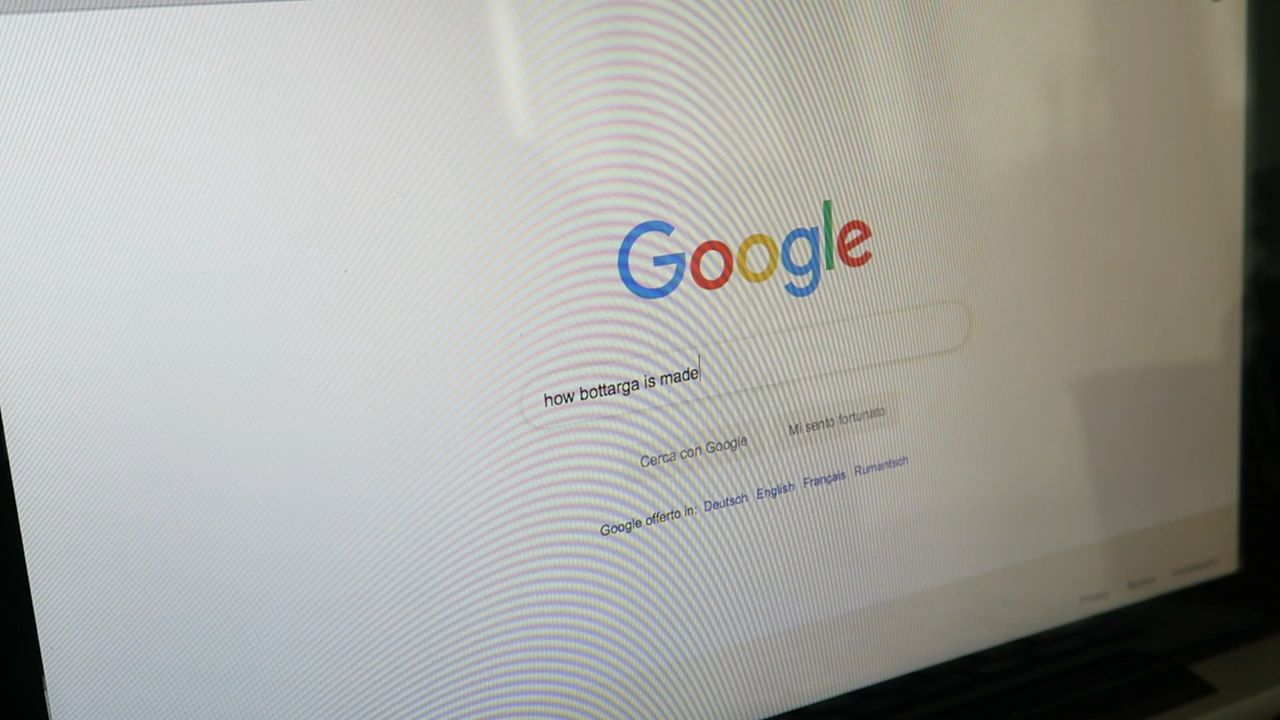 Google
how bottarga is made
Cerca con Google Mi sento fortunato
Google offerto in: Deutsch English Français Rumantsch